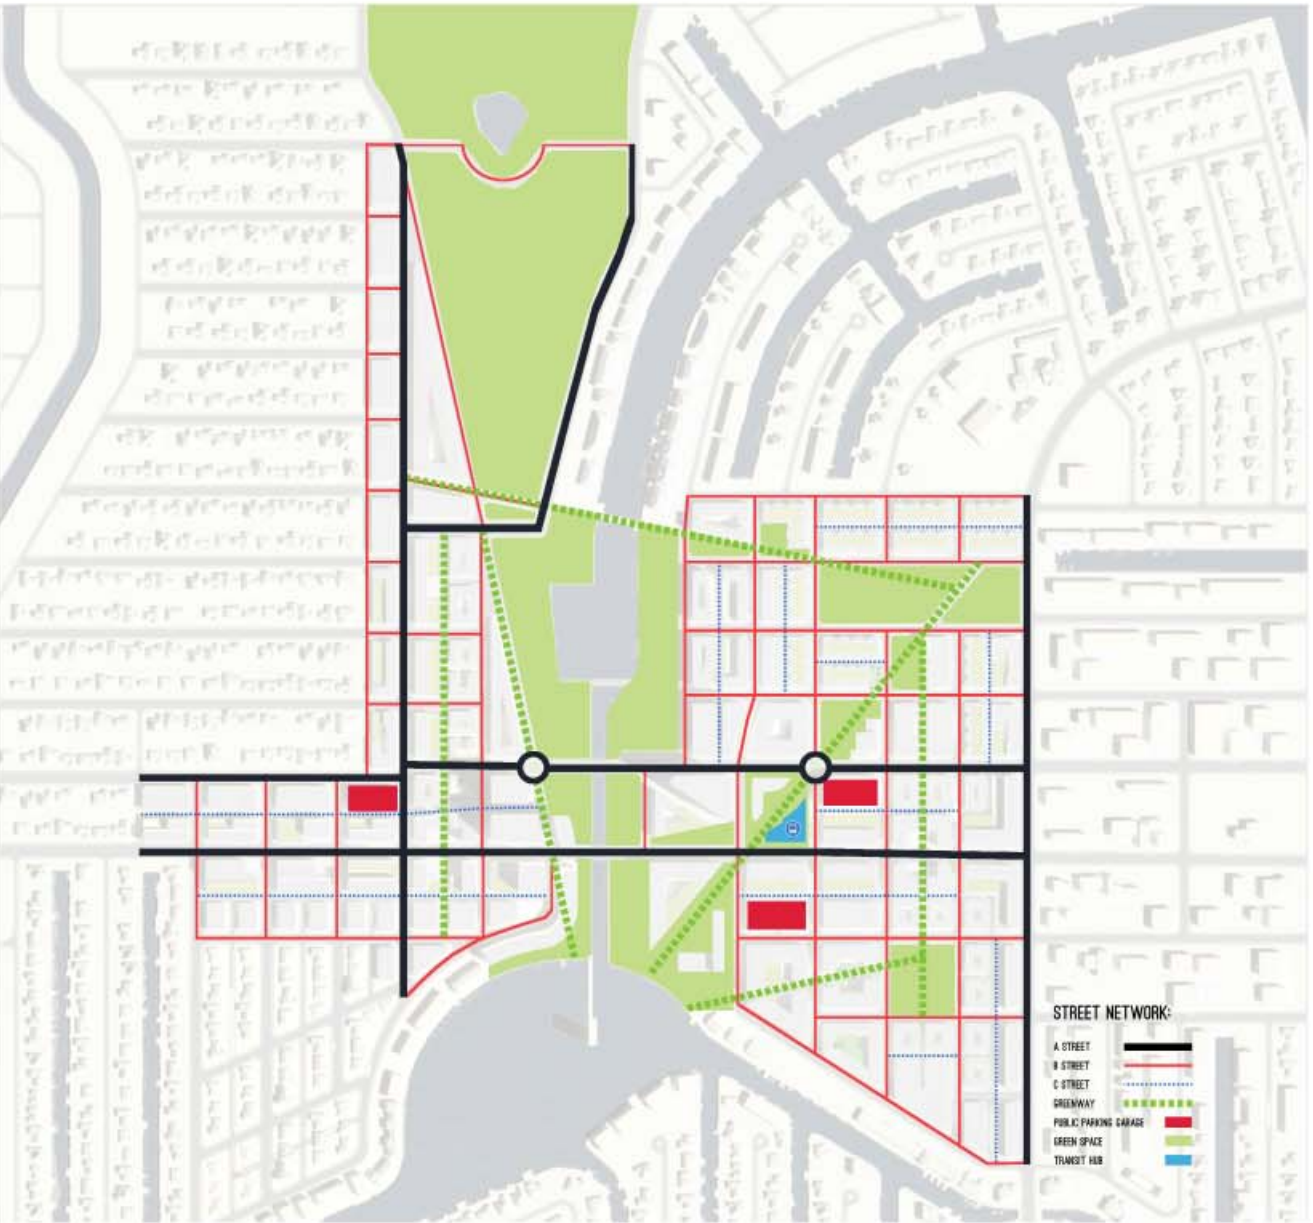 STREET NETWORK:
A STREET
B STREET
C STREET
GREENWAY
PUBLIC PARKING GARAGE
GREEN SPACE
TRANSIT HUB